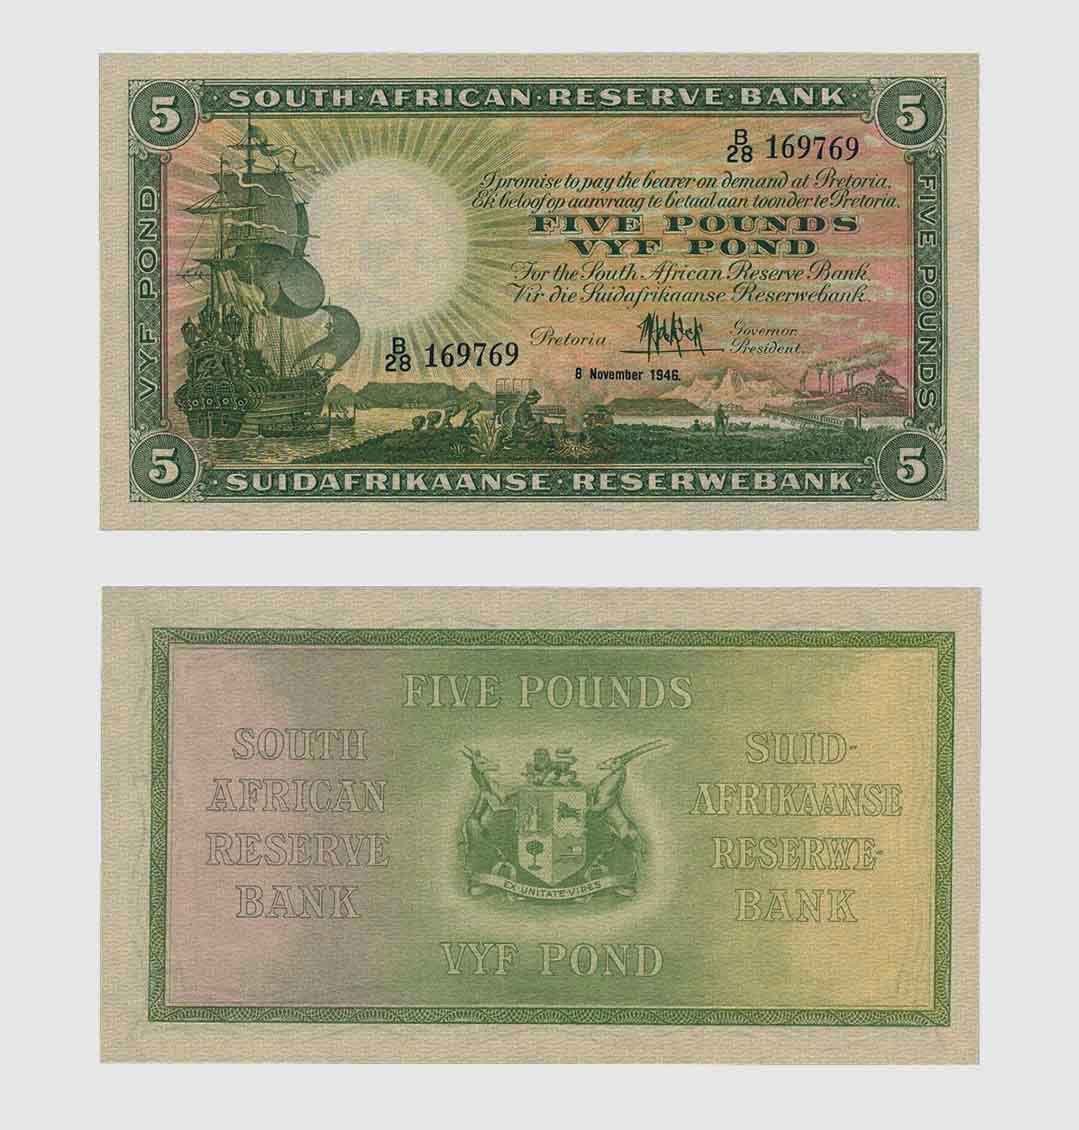 5 SOUTH·AFRICAN·RESERVE·BANK 5
B/28 169769
I promise to pay the bearer on demand at Pretoria.
Ek beloof op aanvraag te betaal aan toonder te Pretoria.
FIVE POUNDS
VYF POND
For the South African Reserve Bank.
Vir die Suidafrikaanse Reserwebank.
Pretoria
Governor.
President.
8 November 1946.
B/28 169769
VYF POND
FIVE POUNDS
5 SUIDAFRIKAANSE·RESERWEBANK 5
FIVE POUNDS
SOUTH
AFRICAN
RESERVE
BANK
SUID-
AFRIKAANSE
RESERWE-
BANK
EX·UNITATE·VIRES
VYF POND